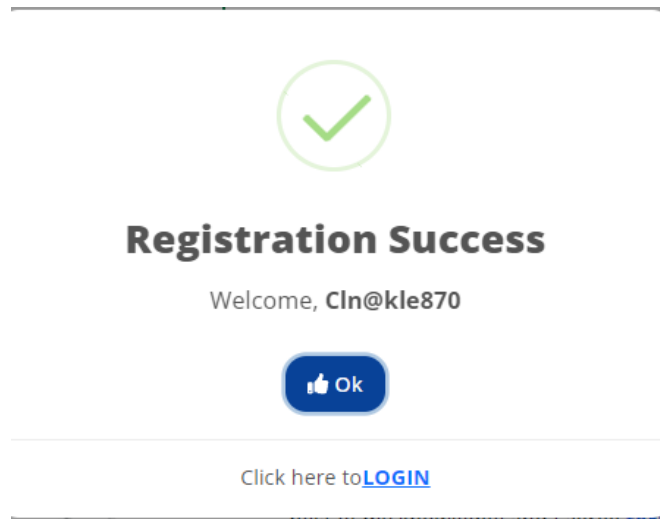 Registration Success
Welcome, Cln@kle870
Ok
Click here toLOGIN